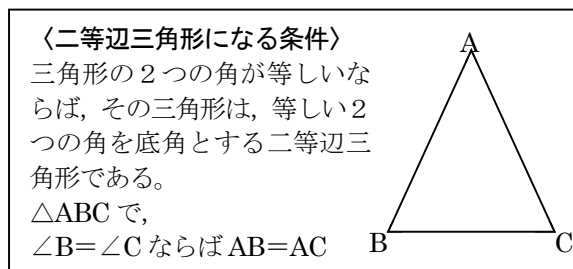 〈二等辺三角形になる条件〉
三角形の2つの角が等しいな
らば, その三角形は, 等しい2
つの角を底角とする二等辺三
角形である。
△ABC で,
∠B=∠C ならば AB=AC
A
B
C